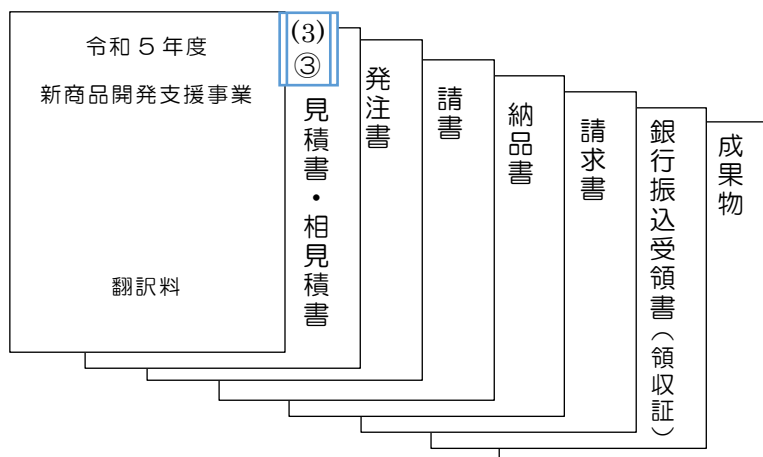 令和5年度
新商品開発支援事業
翻訳料
(3)
③
見積書・相見積書
発注書
請書
納品書
請求書
銀行振込受領書（領収証）
成果物